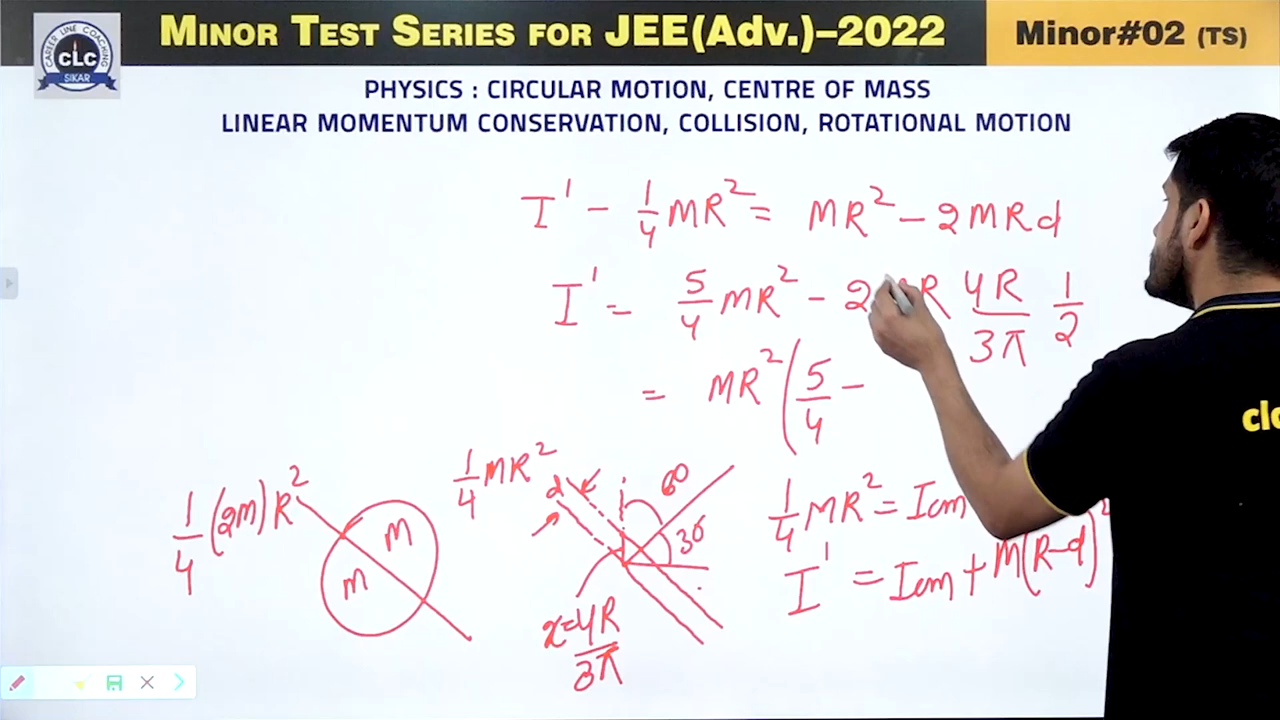 CAREER LINE COACHING
CLC
SIKAR
MINOR TEST SERIES FOR JEE(Adv.)–2022
Minor#02 (TS)
PHYSICS : CIRCULAR MOTION, CENTRE OF MASS
LINEAR MOMENTUM CONSERVATION, COLLISION, ROTATIONAL MOTION
I' - 1/4 MR² = MR² - 2MRd
I' = 5/4 MR² - 2 R 4R/3π 1/2
= MR² ( 5/4 -
1/4 (2M) R²
M
M
1/4 MR²
d
60
30
x = 4R/3π
1/4 MR² = Icm
I' = Icm + M(R-d)²
clc